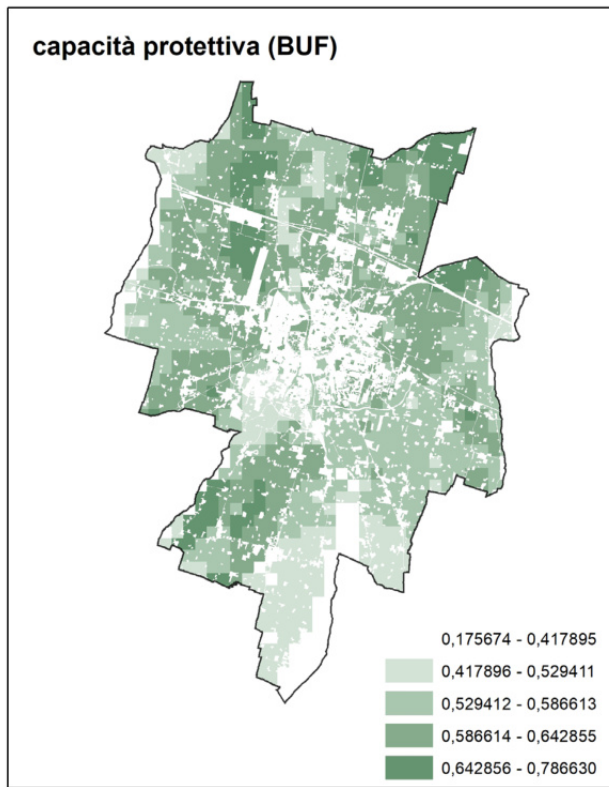 capacità protettiva (BUF)
0,175674 - 0,417895
0,417896 - 0,529411
0,529412 - 0,586613
0,586614 - 0,642855
0,642856 - 0,786630